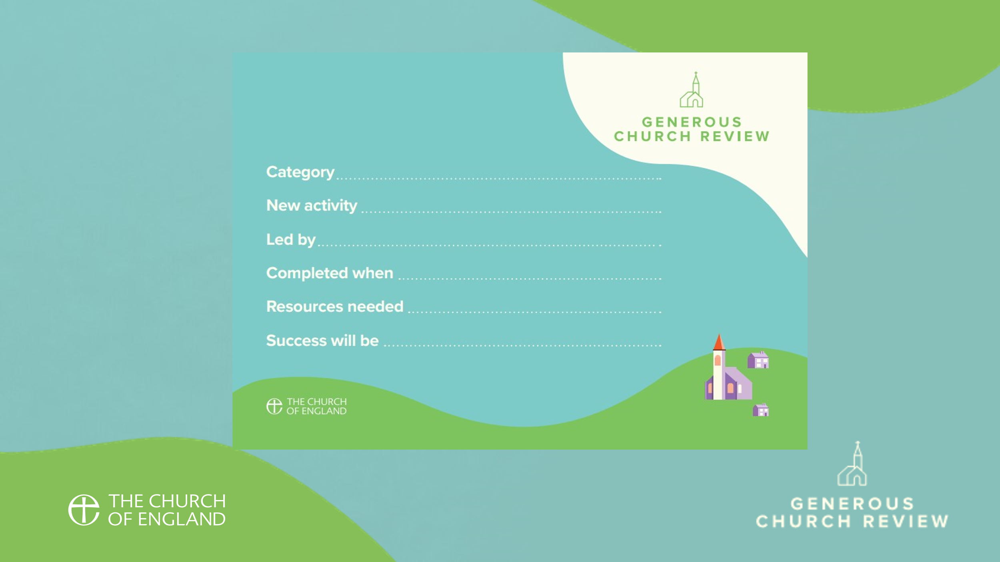 GENEROUS
CHURCH REVIEW
Category
New activity
Led by
Completed when
Resources needed
Success will be
THE CHURCH
OF ENGLAND
THE CHURCH
OF ENGLAND
GENEROUS
CHURCH REVIEW